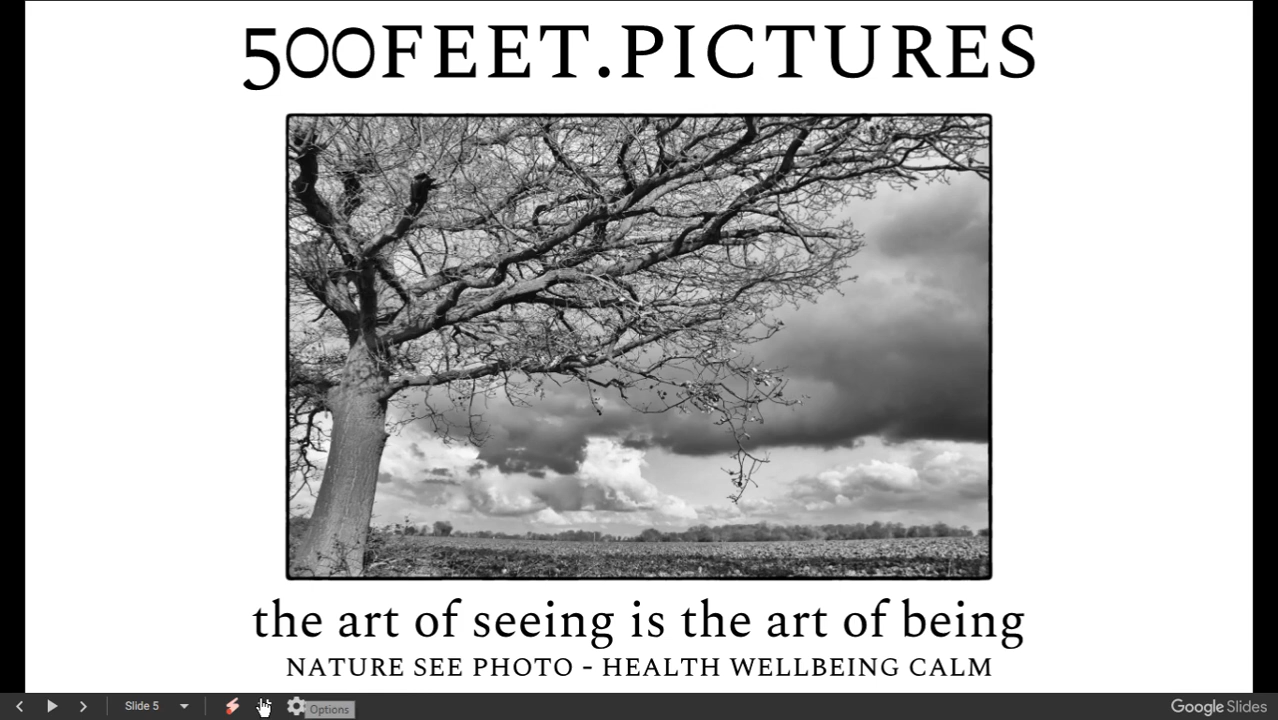 500FEET.PICTURES
the art of seeing is the art of being
NATURE SEE PHOTO - HEALTH WELLBEING CALM
Slide 5
Options
Google Slides